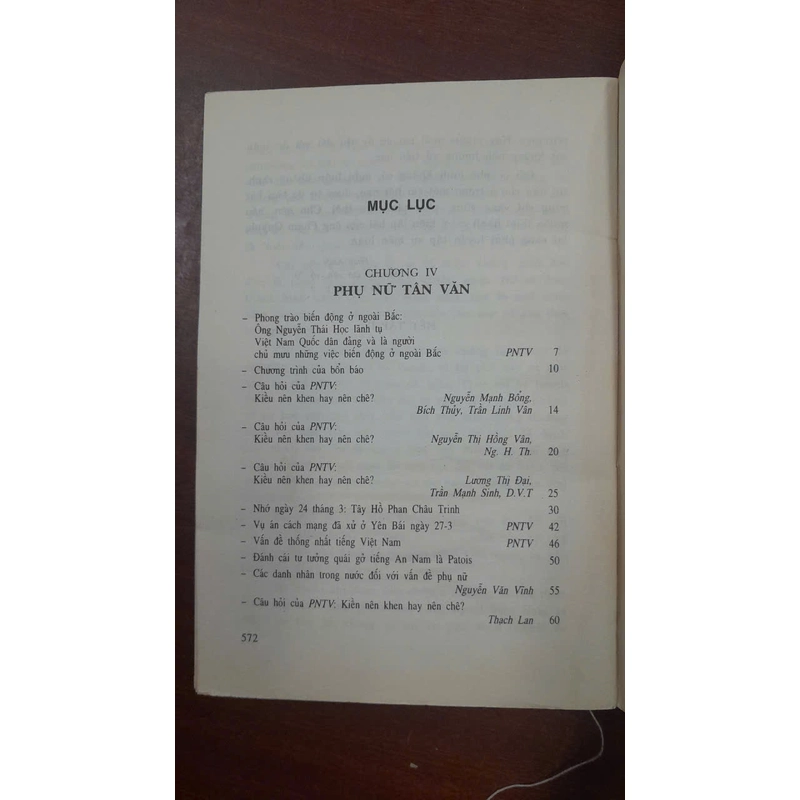 MỤC LỤC
CHƯƠNG IV
PHỤ NỮ TÂN VĂN
– Phong trào biến động ở ngoài Bắc:
Ông Nguyễn Thái Học lãnh tụ
Việt Nam Quốc dân đảng và là người
chủ mưu những việc biến động ở ngoài Bắc PNTV 7
– Chương trình của bổn báo 10
– Câu hỏi của PNTV:
Kiều nên khen hay nên chê? Nguyễn Mạnh Bổng,
Bích Thủy, Trần Linh Vân 14
– Câu hỏi của PNTV:
Kiều nên khen hay nên chê? Nguyễn Thị Hồng Vân,
Ng. H. Th. 20
– Câu hỏi của PNTV:
Kiều nên khen hay nên chê? Lương Thị Đại,
Trần Mạnh Sinh, D.V.T 25
– Nhớ ngày 24 tháng 3: Tây Hồ Phan Châu Trinh 30
– Vụ án cách mạng đã xử ở Yên Bái ngày 27-3 PNTV 42
– Vấn đề thống nhất tiếng Việt Nam PNTV 46
– Đánh cái tư tưởng quái gở tiếng An Nam là Patois 50
– Các danh nhân trong nước đối với vấn đề phụ nữ
Nguyễn Văn Vĩnh 55
– Câu hỏi của PNTV: Kiều nên khen hay nên chê?
Thạch Lan 60
572